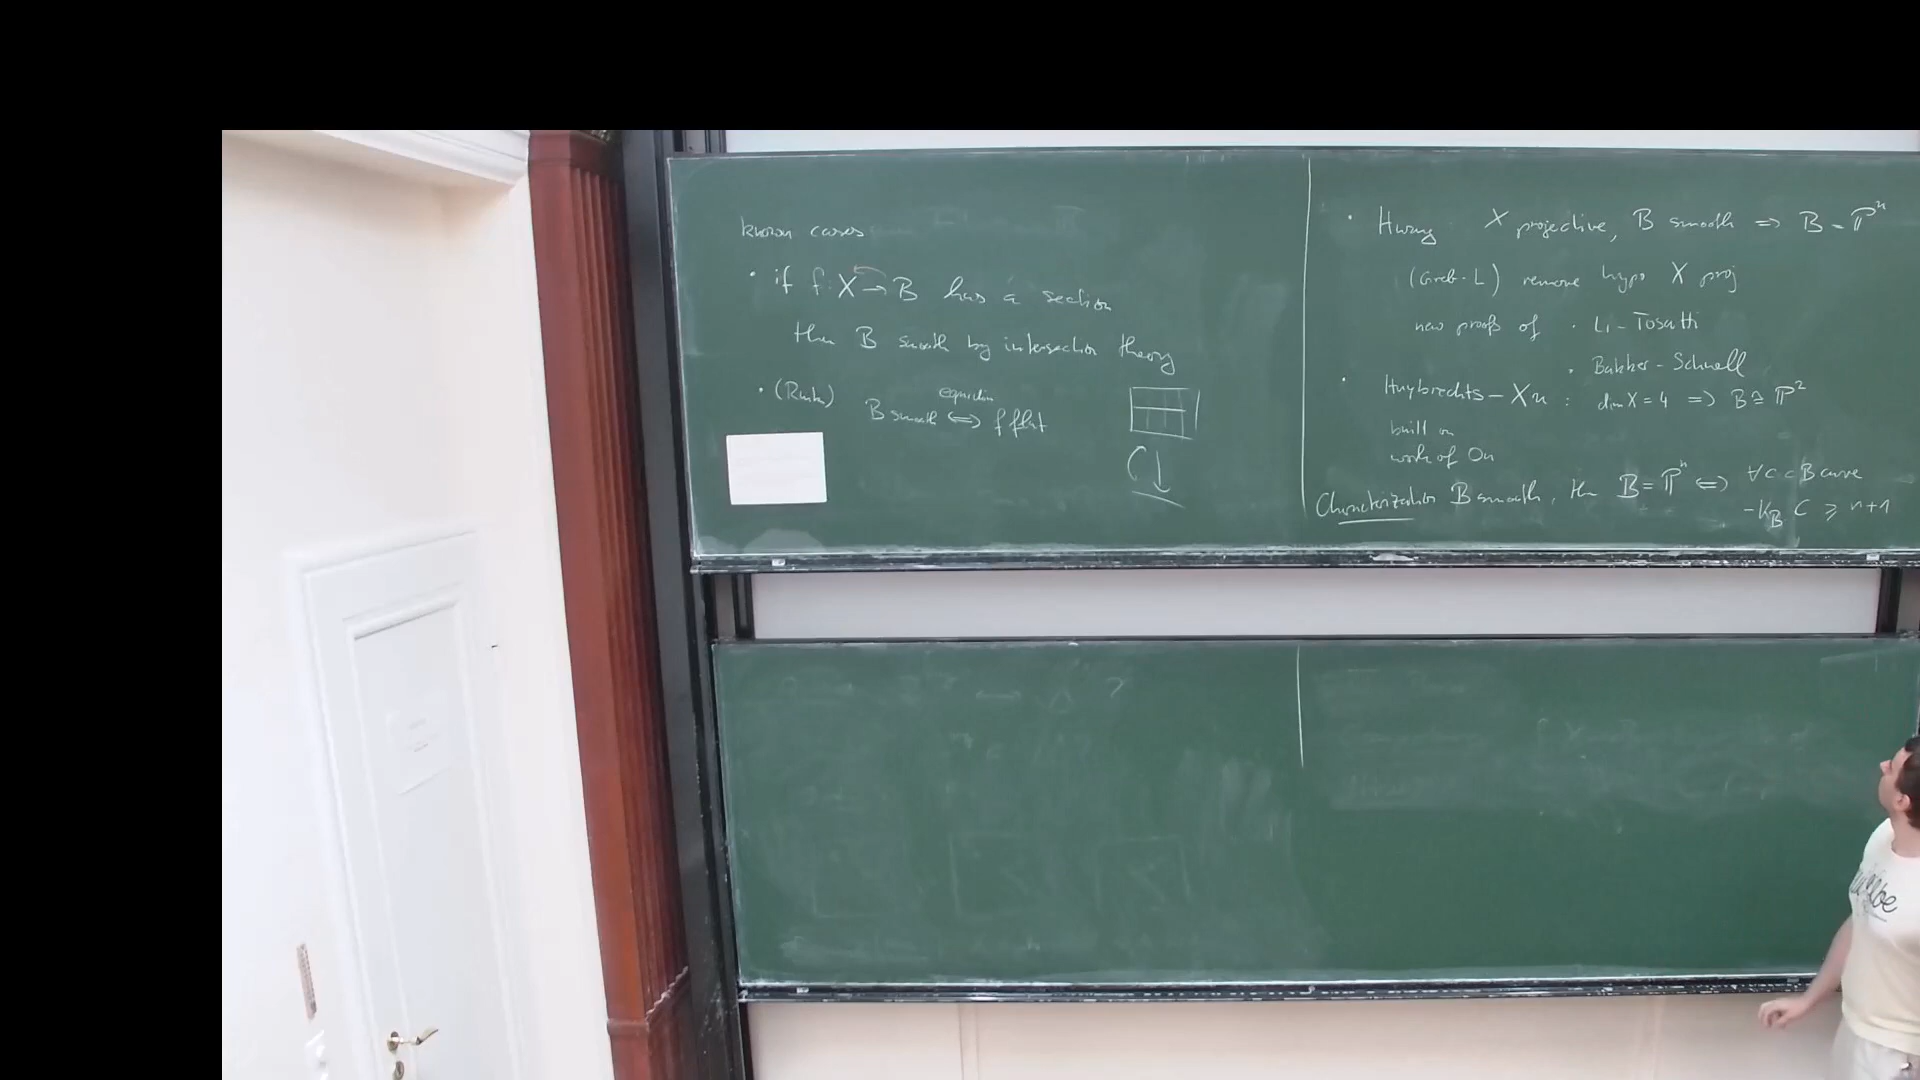 known cases
• if f: X → B has a section
then B smooth by intersection theory
• (Rmk) B smooth ⟺ f flat
equidim
• Hwang: X projective, B smooth ⇒ B = ℙⁿ
(Greb-L) remove hypo X proj
new proofs of • Li - Tosatti
• Bakker - Schnell
• Huybrechts - Xu : dim X = 4 ⇒ B ≅ ℙ²
built on
work of Ou
Characterization B smooth, then B = ℙⁿ ⟺ ∀ C ⊂ B curve
-K_B C ⩾ n+1